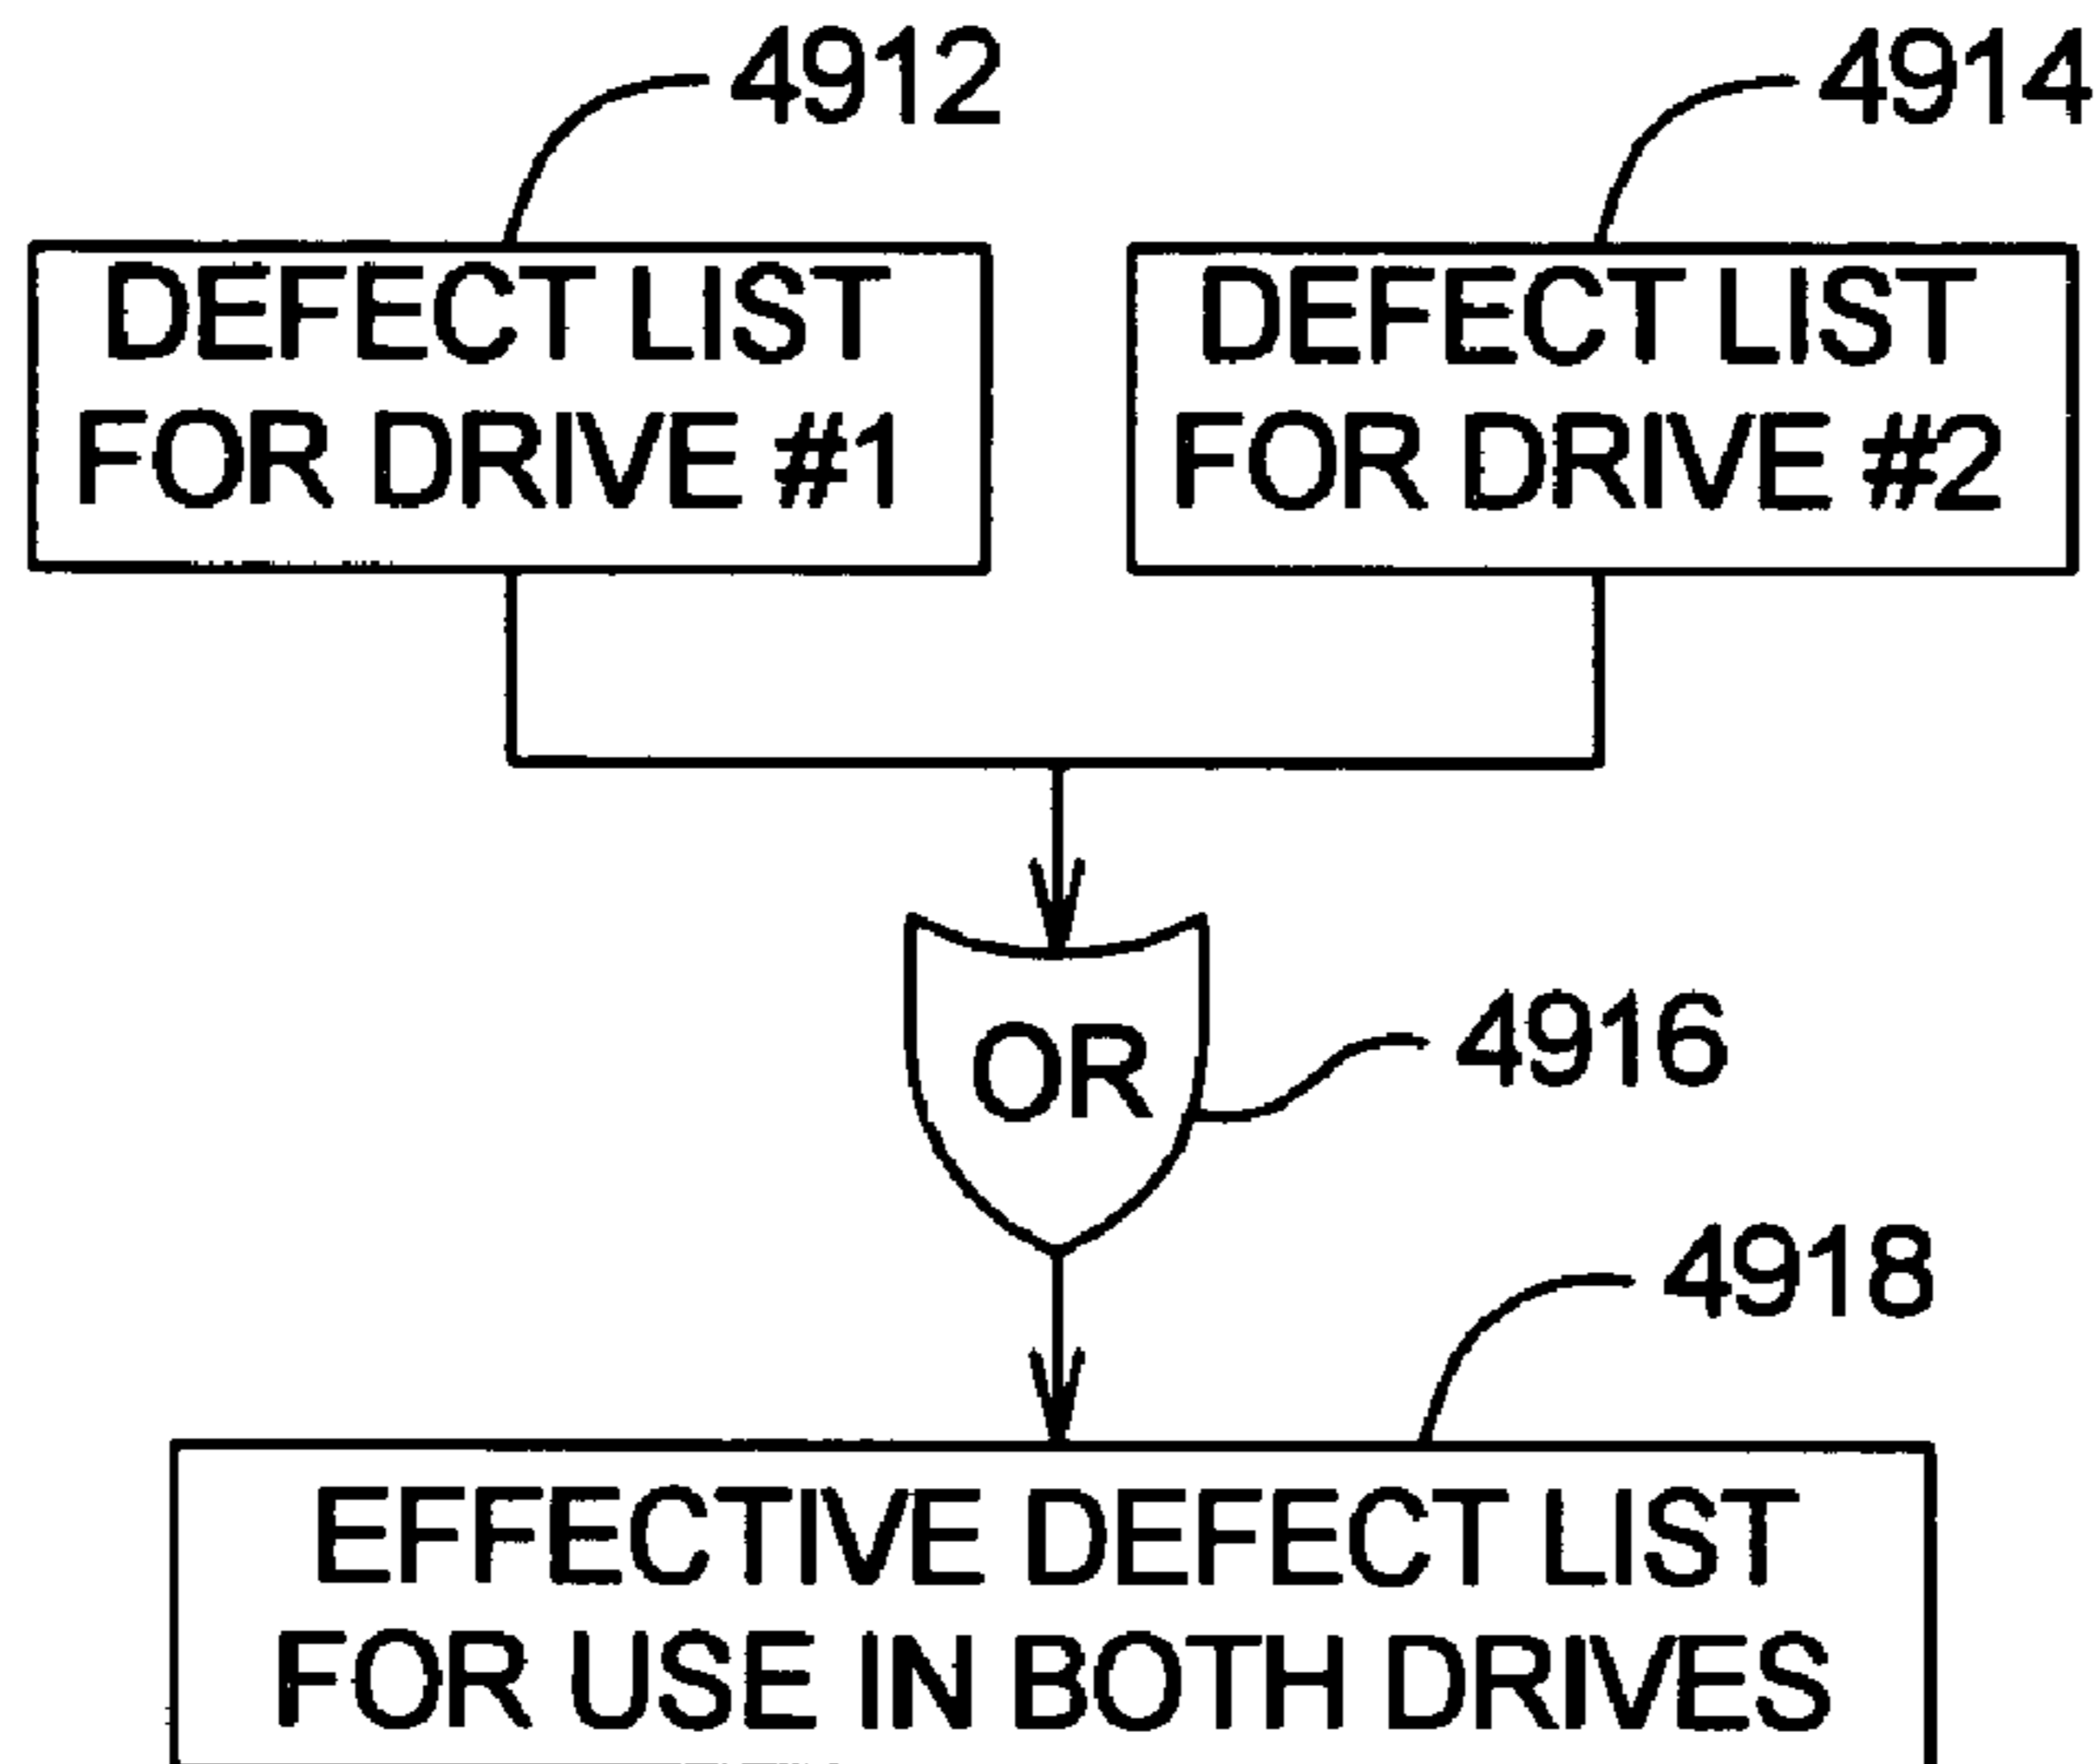 4912
4914
DEFECT LIST
FOR DRIVE #1
DEFECT LIST
FOR DRIVE #2
OR
4916
4918
EFFECTIVE DEFECT LIST
FOR USE IN BOTH DRIVES